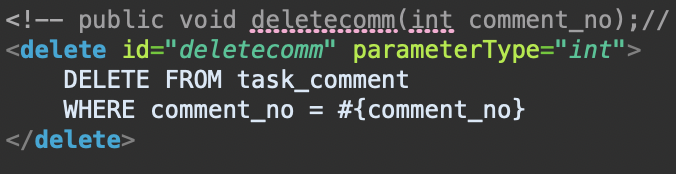 <!-- public void deletecomm(int comment_no);//
<delete id="deletecomm" parameterType="int">
DELETE FROM task_comment
WHERE comment_no = #{comment_no}
</delete>